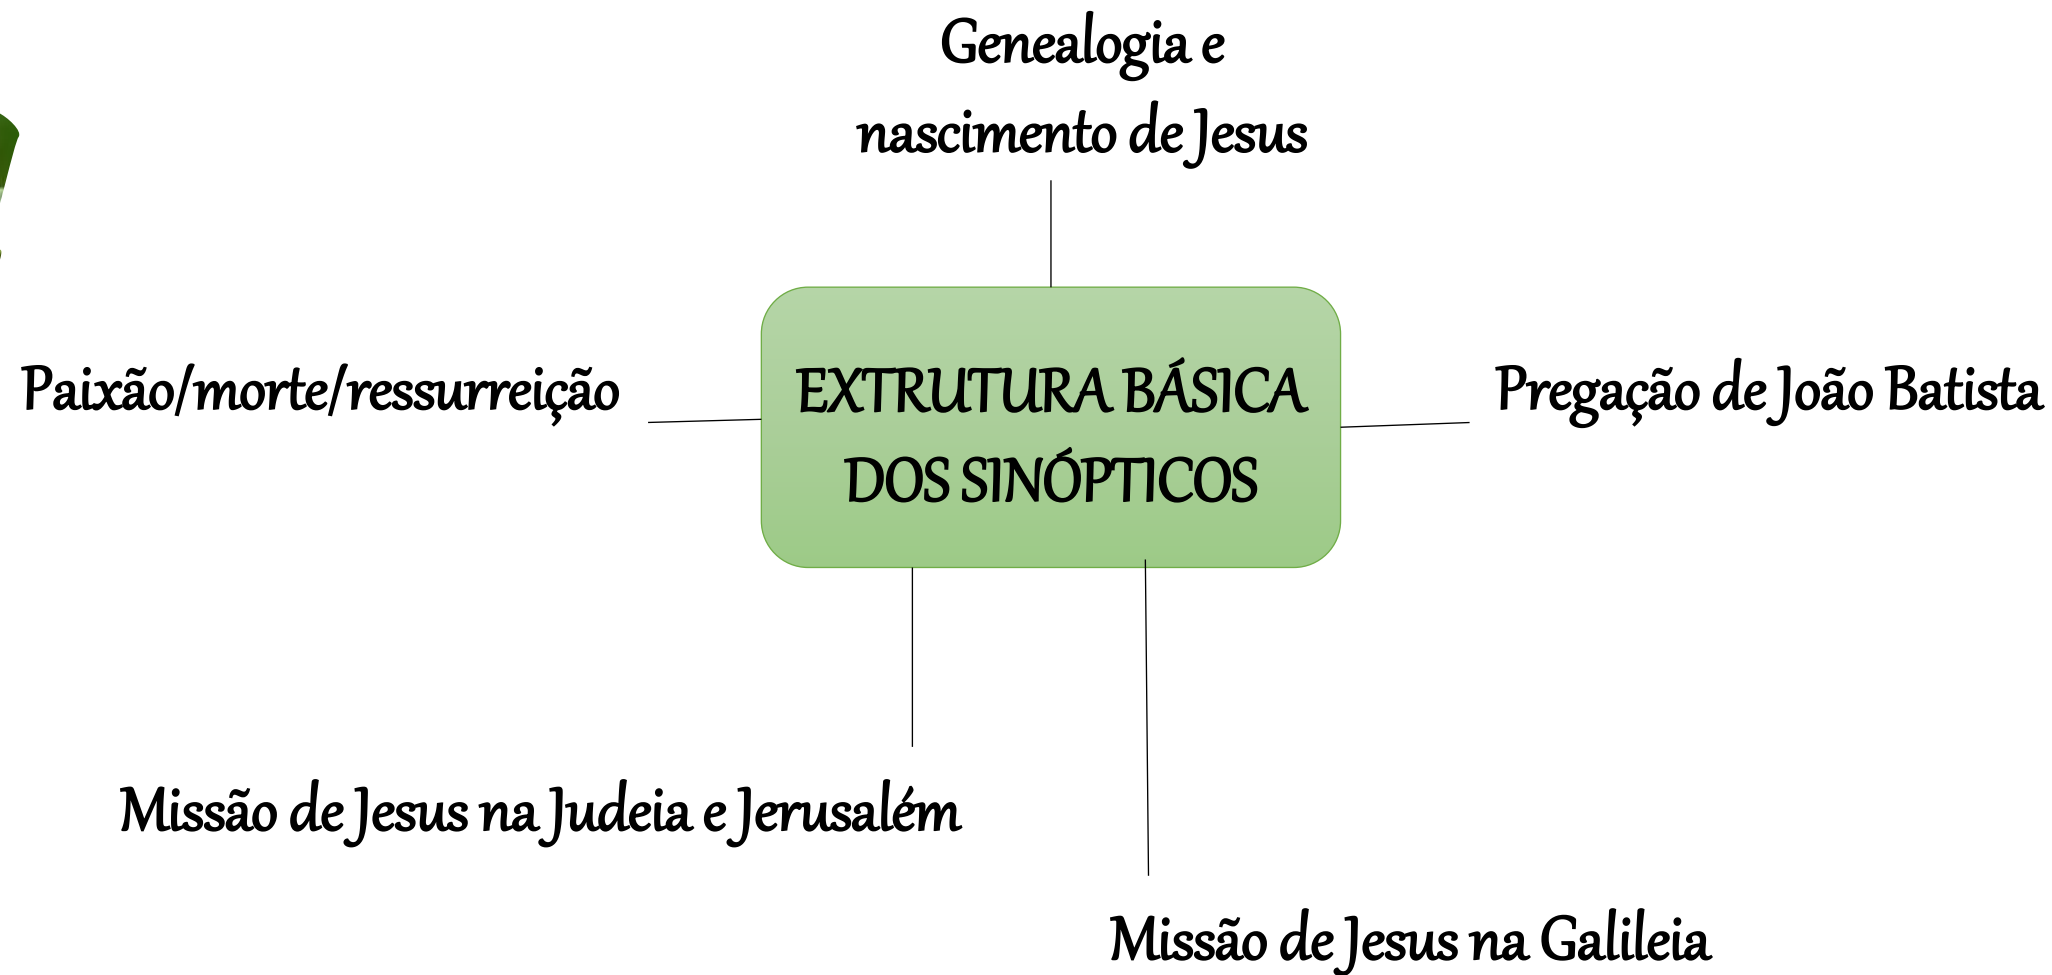 Genealogia e
nascimento de Jesus
Paixão/morte/ressurreição
EXTRUTURA BÁSICA
DOS SINÓPTICOS
Pregação de João Batista
Missão de Jesus na Judeia e Jerusalém
Missão de Jesus na Galileia